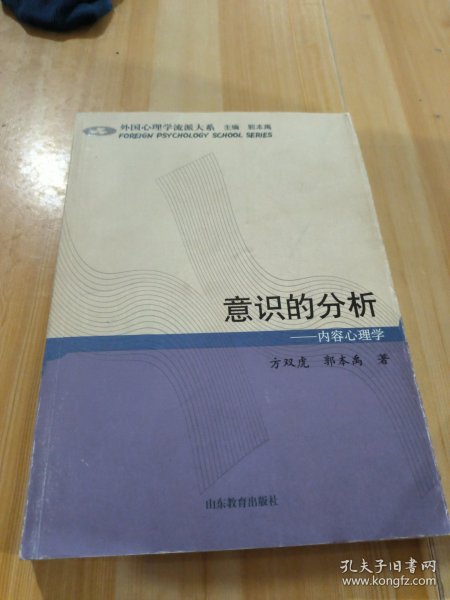 外国心理学流派大系 主编 郭本禹
FOREIGN PSYCHOLOGY SCHOOL SERIES
意识的分析
——内容心理学
方双虎 郭本禹 著
山东教育出版社
孔夫子旧书网
www.kongfz.com